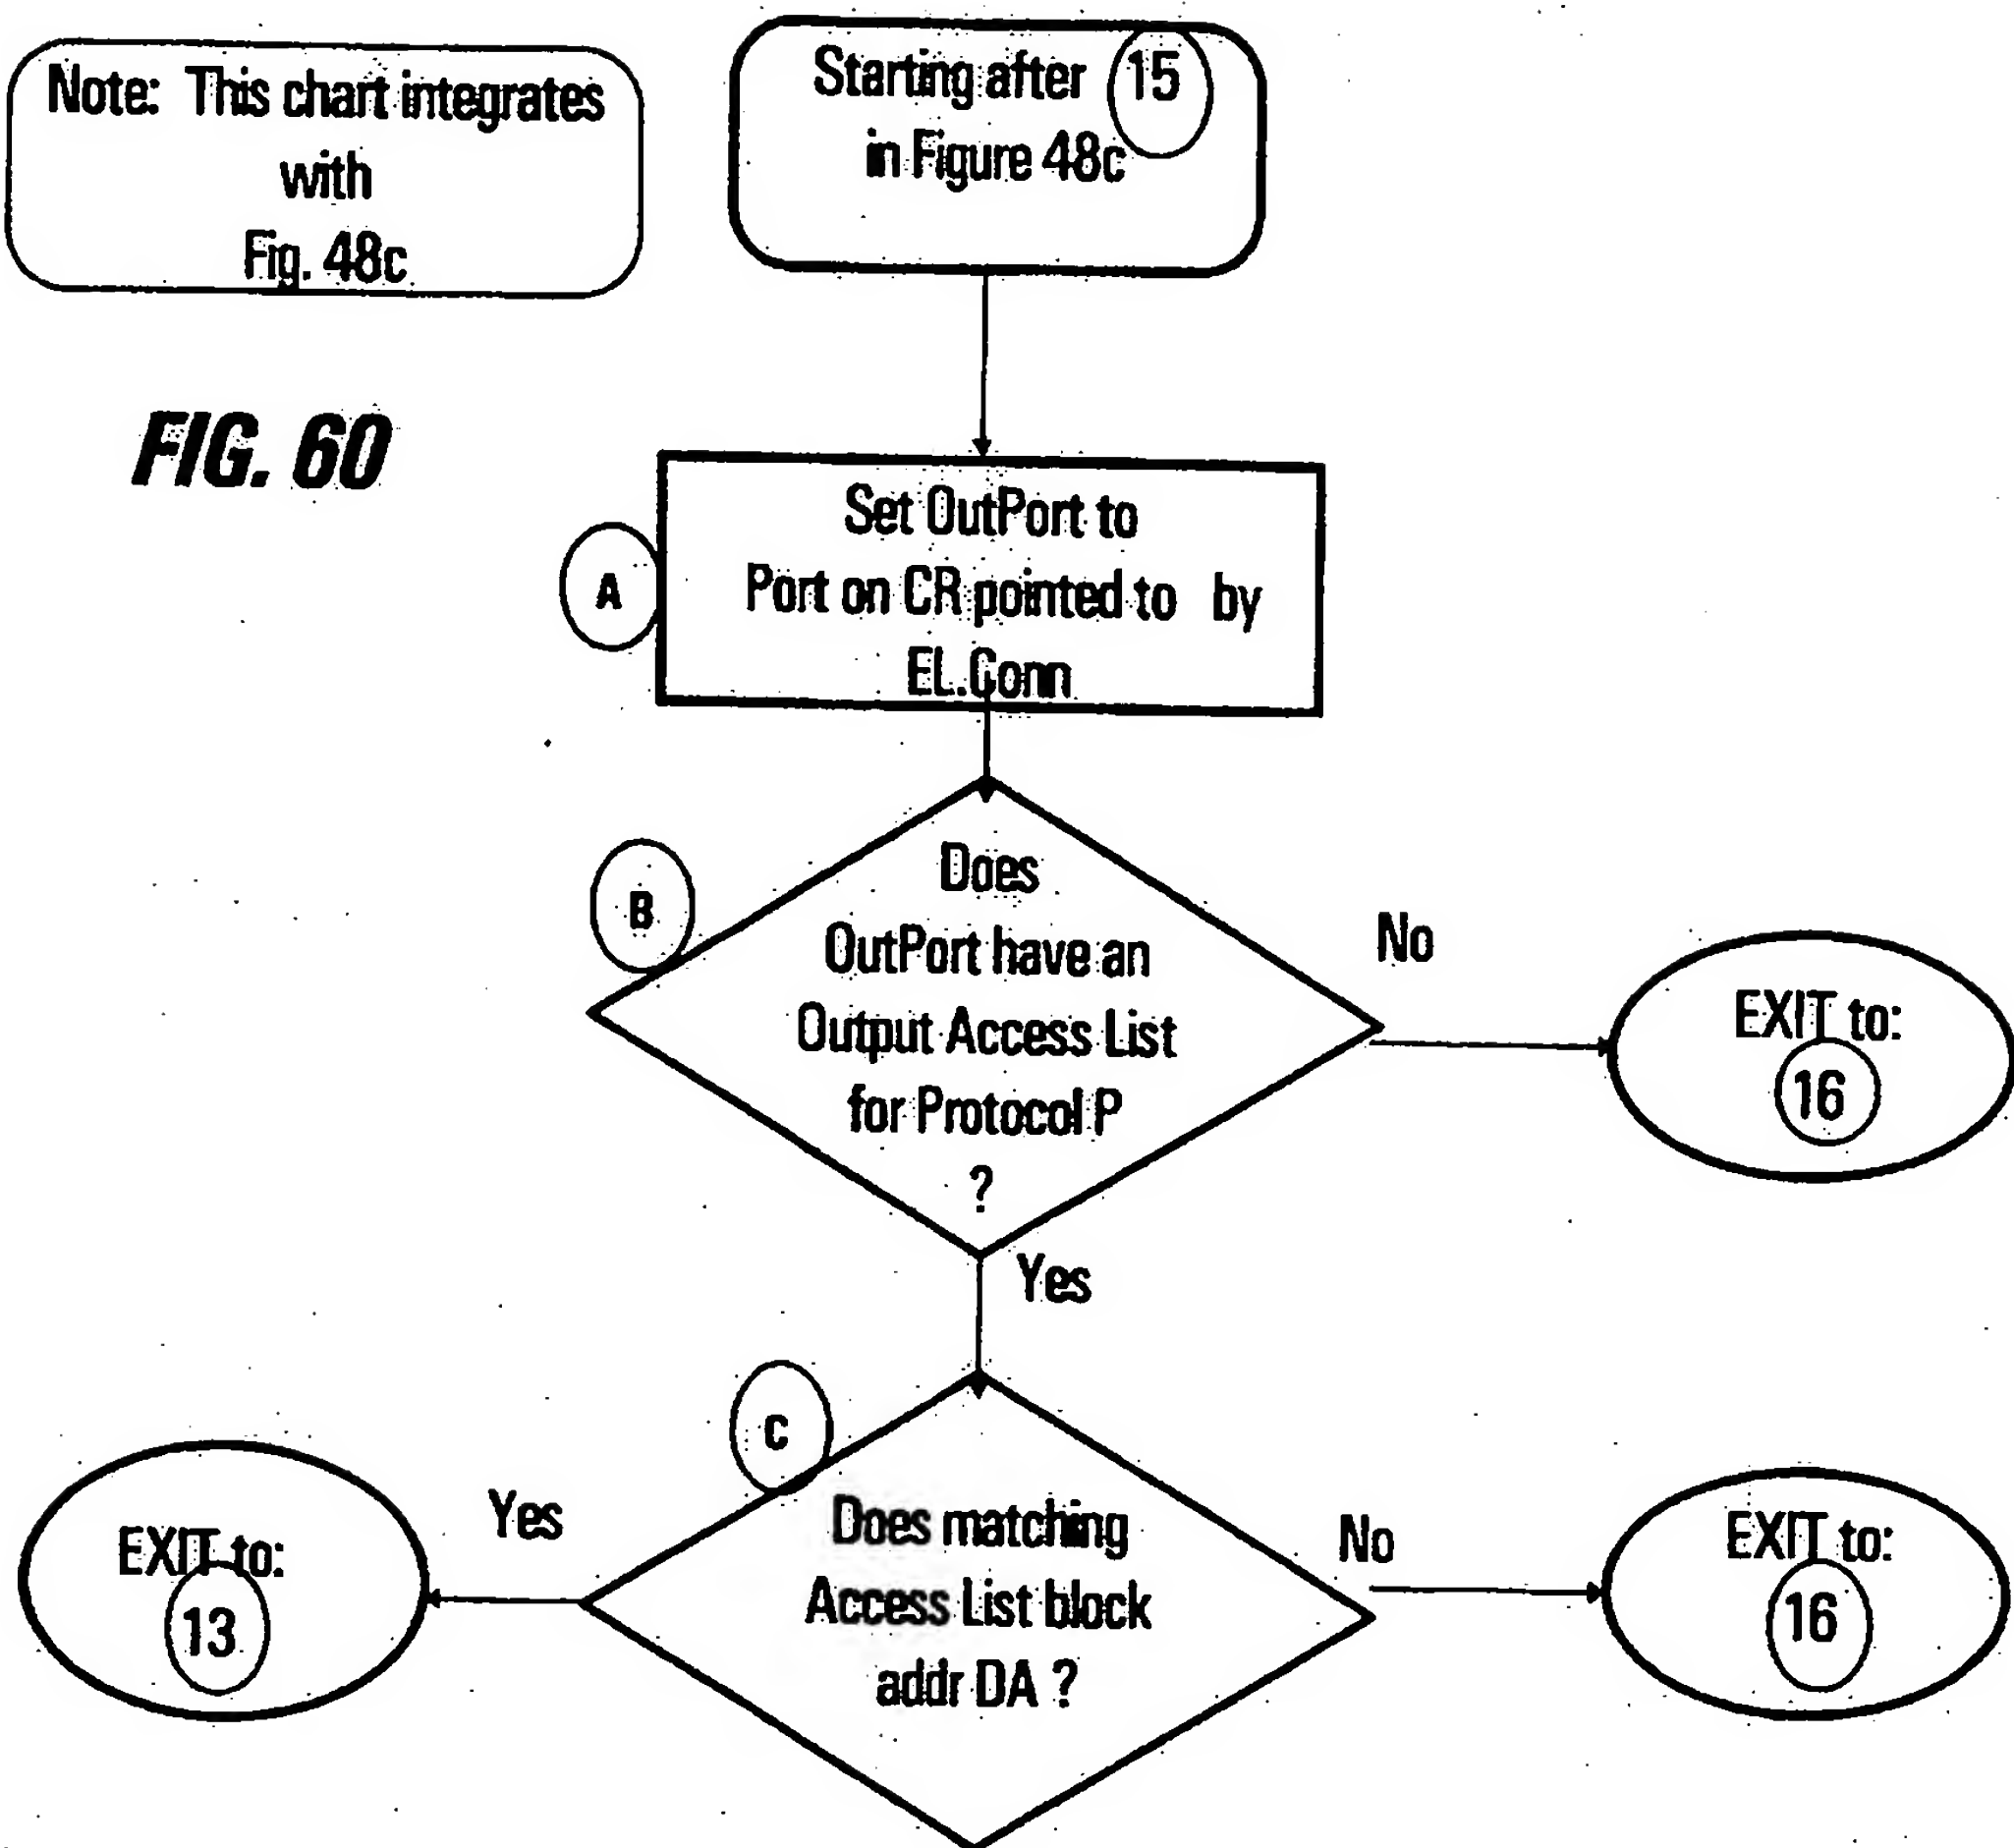 Note: This chart integrates
with
Fig. 48c
Starting after 15
in Figure 48c
FIG. 60
A
Set OutPort to
Port on CR pointed to by
EL.Conn
B
Does
OutPort have an
Output Access List
for Protocol P
?
No
EXIT to:
16
Yes
C
Does matching
Access List block
addr DA ?
Yes
EXIT to:
13
No
EXIT to:
16